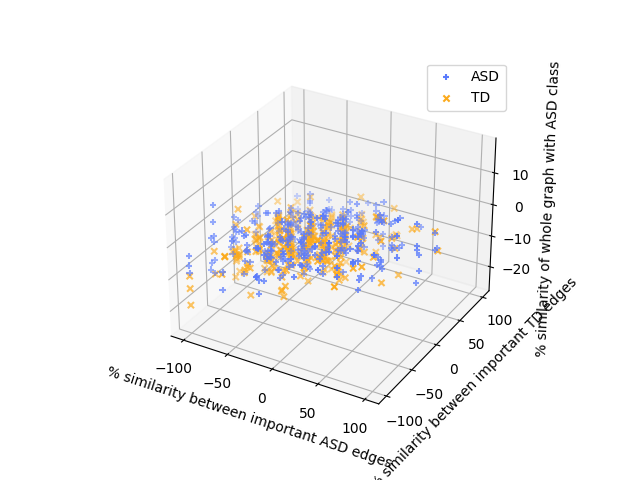 ASD
TD
% similarity of whole graph with ASD class
10
0
−10
−20
100
50
0
−50
−100
% similarity between important TD edges
−100
−50
0
50
100
% similarity between important ASD edges